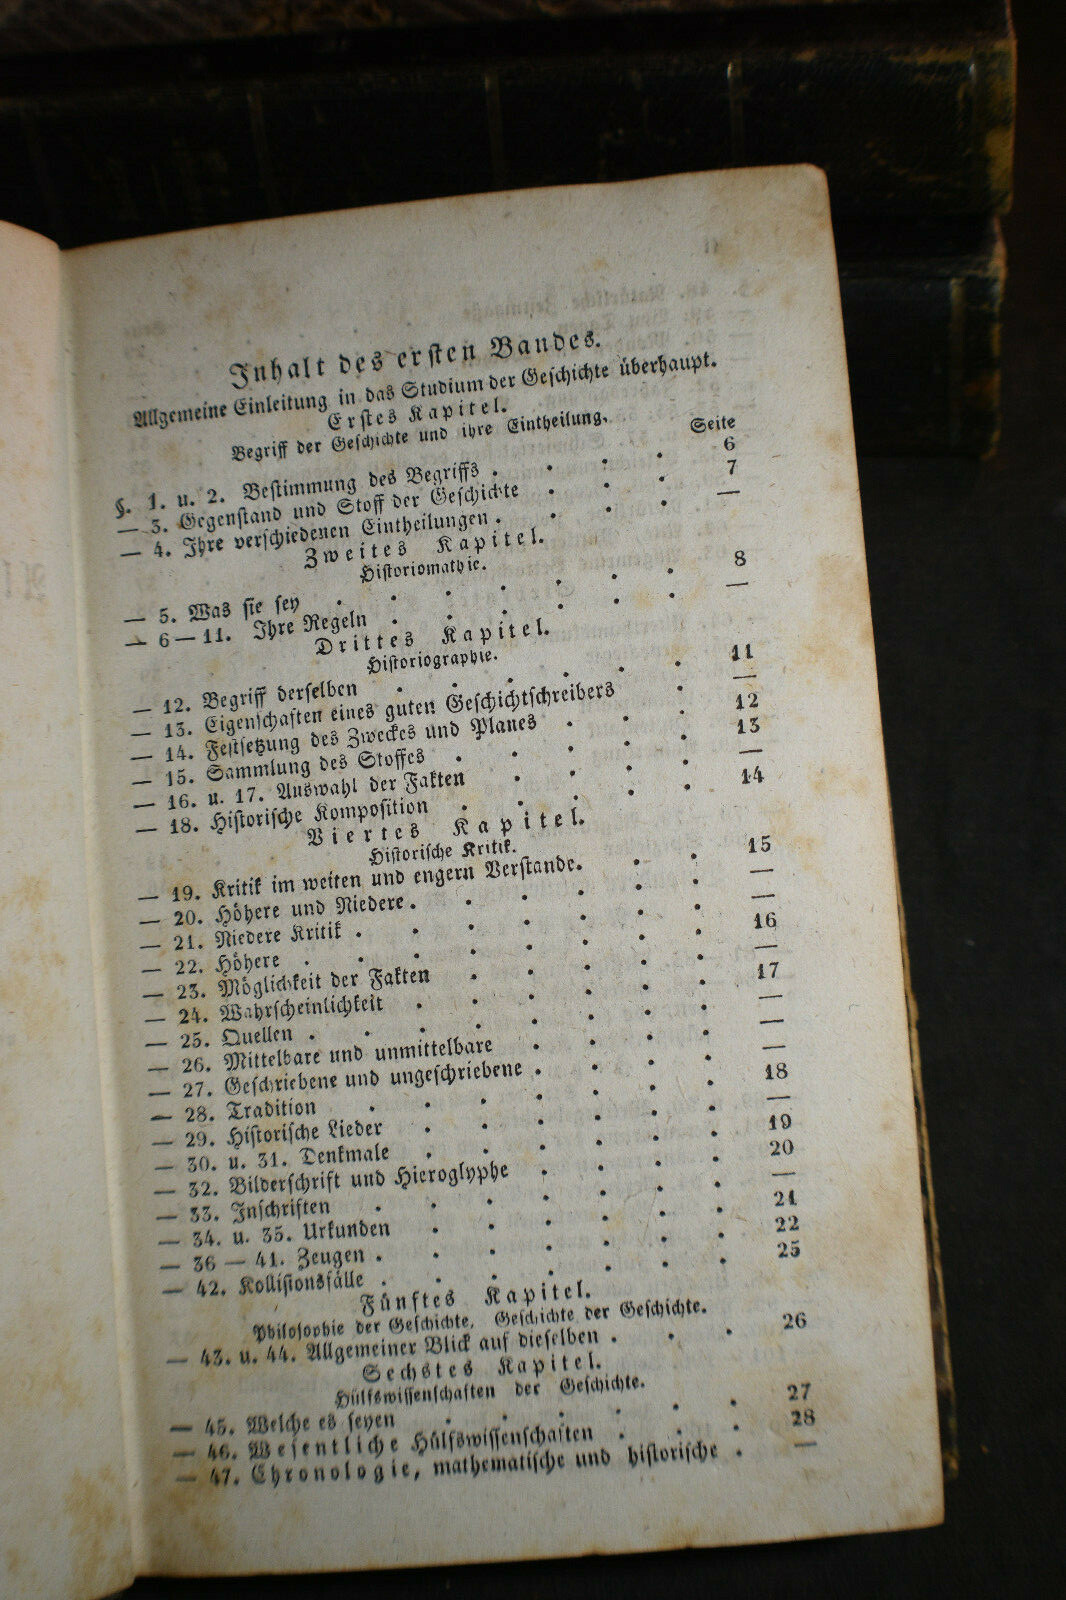 Inhalt des ersten Bandes.
Allgemeine Einleitung in das Studium der Geschichte überhaupt.
Erstes Kapitel.
Begriff der Geschichte und ihre Eintheilung.
Seite
§. 1. u. 2. Bestimmung des Begriffs . . . . 6
— 3. Gegenstand und Stoff der Geschichte . . . 7
— 4. Ihre verschiedenen Eintheilungen . . . . —
Zweites Kapitel.
Historiomathie.
— 5. Was sie sey . . . . . . . 8
— 6 — 11. Ihre Regeln . . . . . . —
Drittes Kapitel.
Historiographie.
— 12. Begriff derselben . . . . . . 11
— 13. Eigenschaften eines guten Geschichtschreibers . —
— 14. Festsetzung des Zweckes und Planes . . . 12
— 15. Sammlung des Stoffes . . . . . 13
— 16. u. 17. Auswahl der Fakten . . . . —
— 18. Historische Komposition . . . . . 14
Viertes Kapitel.
Historische Kritik.
— 19. Kritik im weiten und engern Verstande. . . 15
— 20. Höhere und Niedere . . . . . . —
— 21. Niedere Kritik . . . . . . . —
— 22. Höhere . . . . . . . . 16
— 23. Möglichkeit der Fakten . . . . . —
— 24. Wahrscheinlichkeit . . . . . . 17
— 25. Quellen . . . . . . . . —
— 26. Mittelbare und unmittelbare . . . . —
— 27. Geschriebene und ungeschriebene . . . . —
— 28. Tradition . . . . . . . 18
— 29. Historische Lieder . . . . . . —
— 30. u. 31. Denkmale . . . . . . 19
— 32. Bilderschrift und Hieroglyphe . . . . 20
— 33. Inschriften . . . . . . . —
— 34. u. 35. Urkunden . . . . . . 21
— 36 — 41. Zeugen . . . . . . . 22
— 42. Kollisionsfälle . . . . . . . 25
Fünftes Kapitel.
Philosophie der Geschichte, Geschichte der Geschichte.
— 43. u. 44. Allgemeiner Blick auf dieselben . . . 26
Sechstes Kapitel.
Hülfswissenschaften der Geschichte.
— 45. Welche es seyen . . . . . . 27
— 46. Wesentliche Hülfswissenschaften . . . 28
— 47. Chronologie, mathematische und historische . —